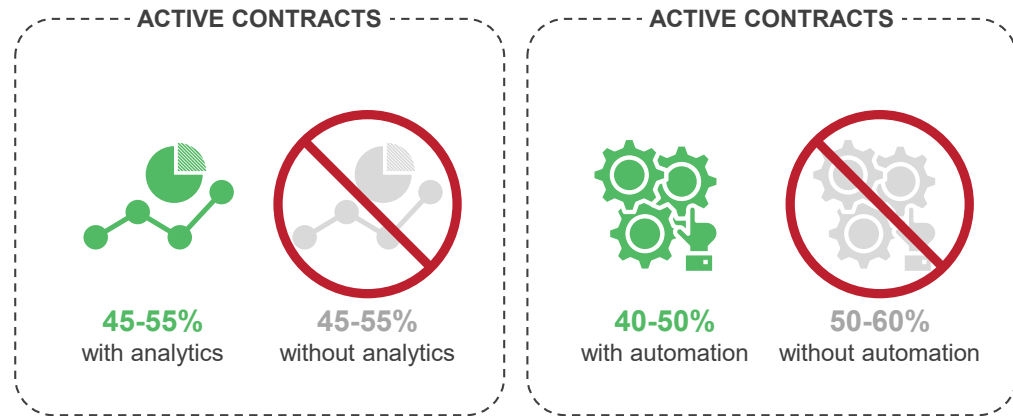 ACTIVE CONTRACTS
45-55%
with analytics
45-55%
without analytics
ACTIVE CONTRACTS
40-50%
with automation
50-60%
without automation